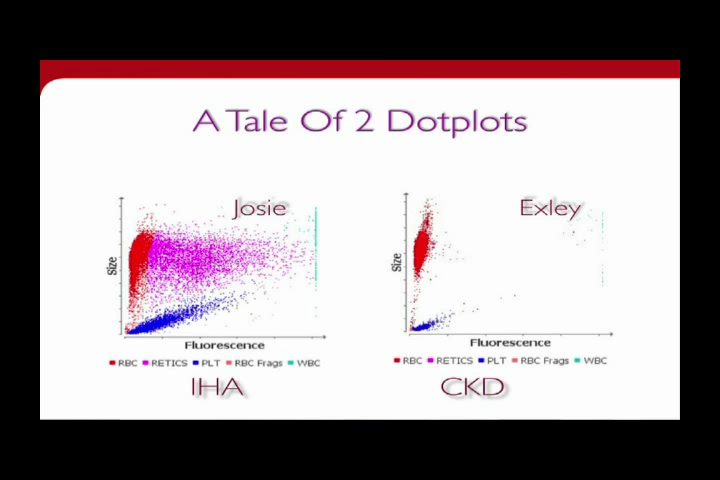 A Tale Of 2 Dotplots
Josie
Exley
Size
Size
Fluorescence
Fluorescence
RBC RETICS PLT RBC Frags WBC
RBC RETICS PLT RBC Frags WBC
IHA
CKD